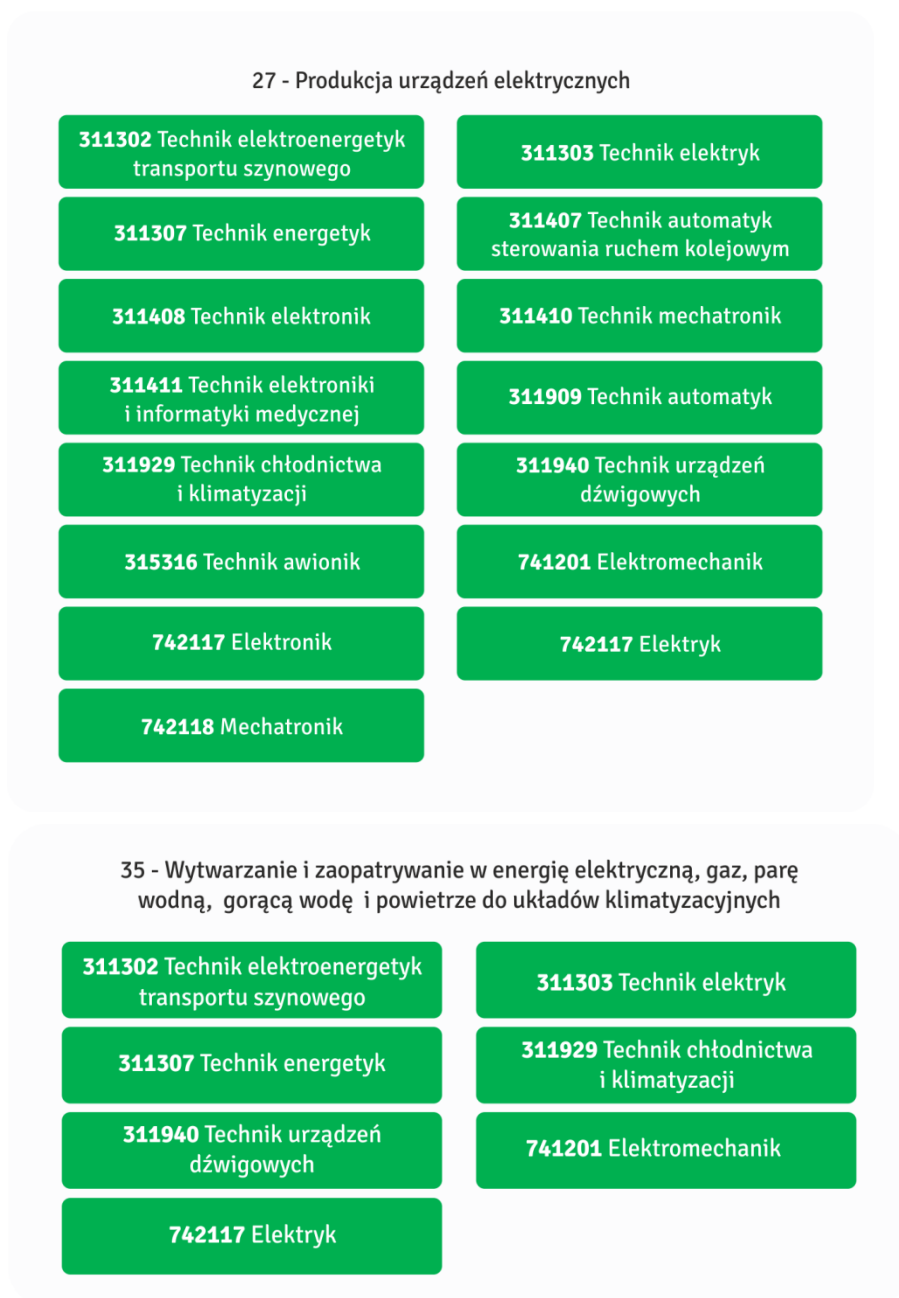 27 - Produkcja urządzeń elektrycznych
311302 Technik elektroenergetyk
transportu szynowego
311303 Technik elektryk
311307 Technik energetyk
311407 Technik automatyk
sterowania ruchem kolejowym
311408 Technik elektronik
311410 Technik mechatronik
311411 Technik elektroniki
i informatyki medycznej
311909 Technik automatyk
311929 Technik chłodnictwa
i klimatyzacji
311940 Technik urządzeń
dźwigowych
315316 Technik awionik
741201 Elektromechanik
742117 Elektronik
742117 Elektryk
742118 Mechatronik
35 - Wytwarzanie i zaopatrywanie w energię elektryczną, gaz, parę
wodną, gorącą wodę i powietrze do układów klimatyzacyjnych
311302 Technik elektroenergetyk
transportu szynowego
311303 Technik elektryk
311307 Technik energetyk
311929 Technik chłodnictwa
i klimatyzacji
311940 Technik urządzeń
dźwigowych
741201 Elektromechanik
742117 Elektryk